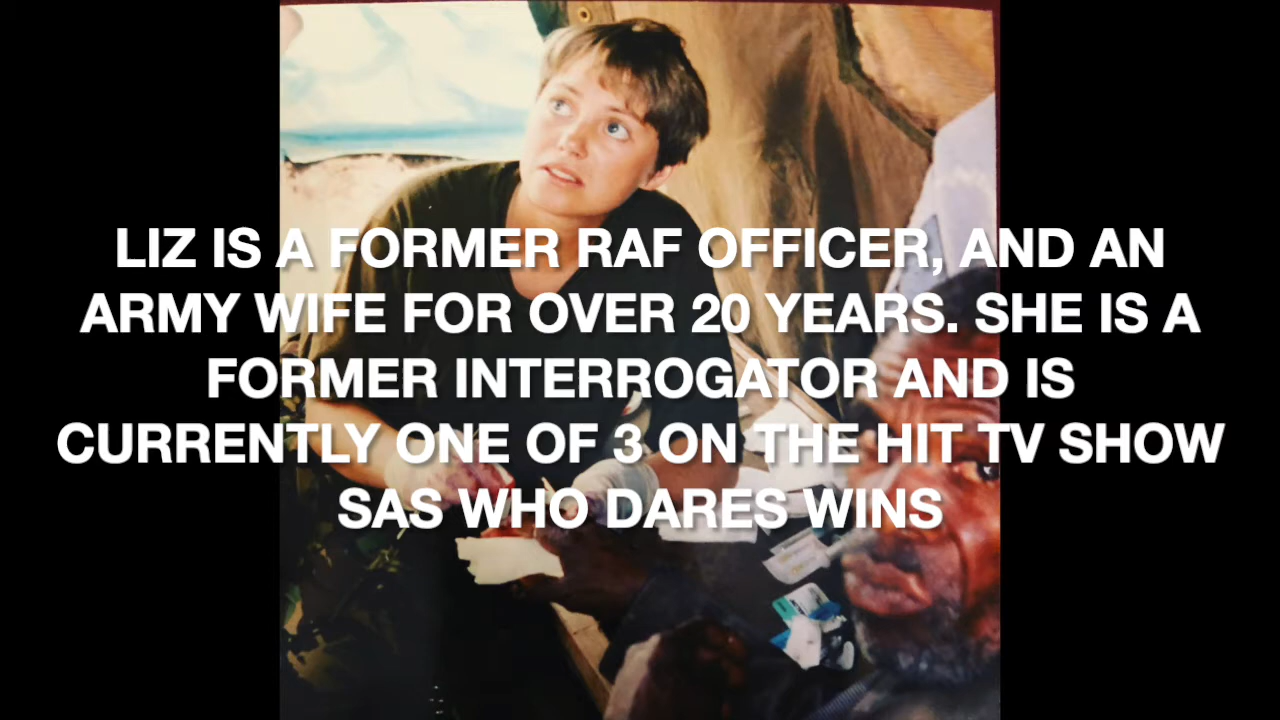 LIZ IS A FORMER RAF OFFICER, AND AN
ARMY WIFE FOR OVER 20 YEARS. SHE IS A
FORMER INTERROGATOR AND IS
CURRENTLY ONE OF 3 ON THE HIT TV SHOW
SAS WHO DARES WINS